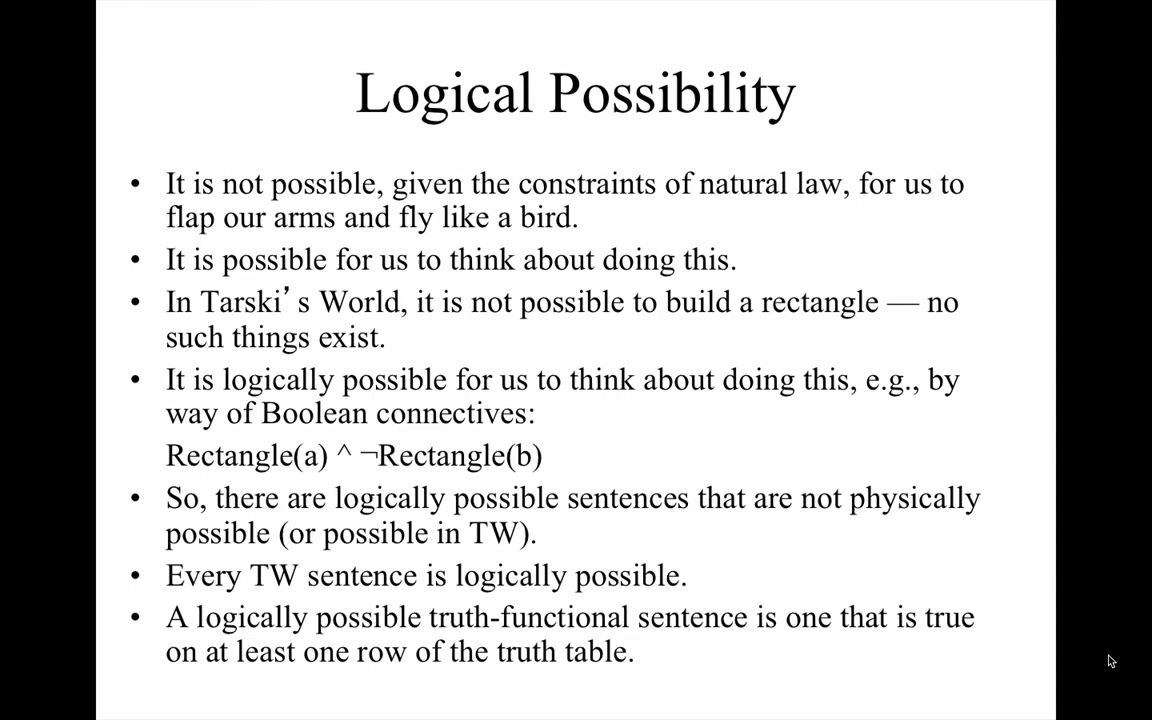 Logical Possibility
• It is not possible, given the constraints of natural law, for us to
flap our arms and fly like a bird.
• It is possible for us to think about doing this.
• In Tarski’s World, it is not possible to build a rectangle — no
such things exist.
• It is logically possible for us to think about doing this, e.g., by
way of Boolean connectives:
Rectangle(a) ^ ¬Rectangle(b)
• So, there are logically possible sentences that are not physically
possible (or possible in TW).
• Every TW sentence is logically possible.
• A logically possible truth-functional sentence is one that is true
on at least one row of the truth table.